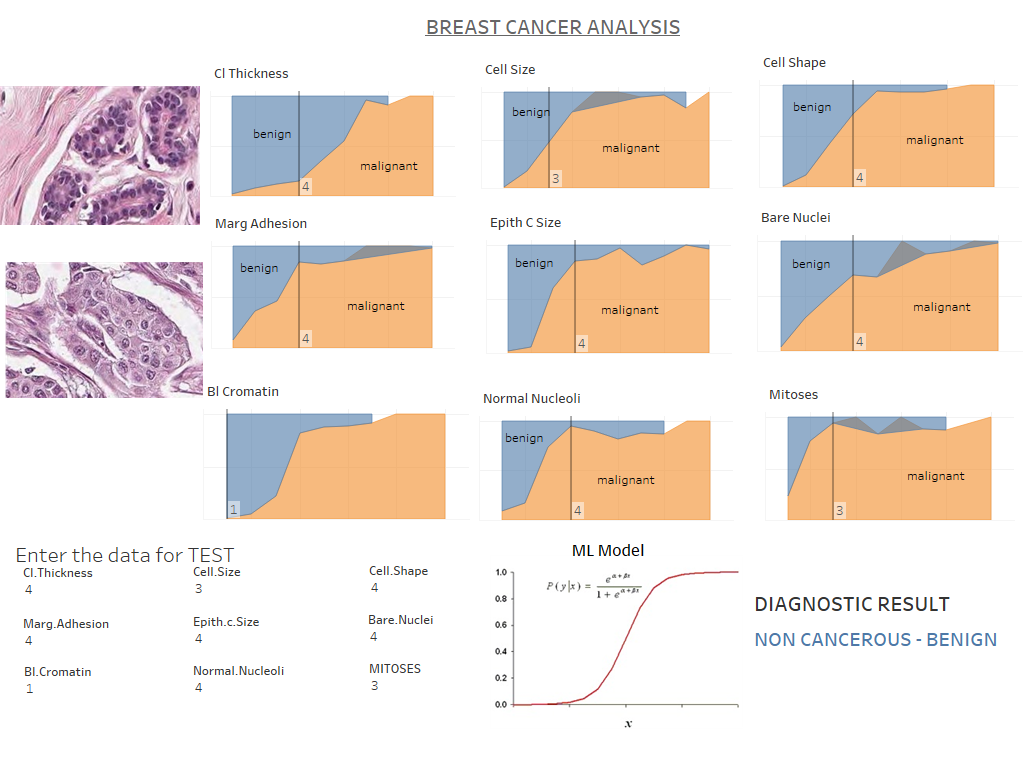 BREAST CANCER ANALYSIS
Cl Thickness
benign
malignant
4
Cell Size
benign
malignant
3
Cell Shape
benign
malignant
4
Marg Adhesion
benign
malignant
4
Epith C Size
benign
malignant
4
Bare Nuclei
benign
malignant
4
Bl Cromatin
1
Normal Nucleoli
benign
malignant
4
Mitoses
malignant
3
Enter the data for TEST
Cl.Thickness
4
Cell.Size
3
Cell.Shape
4
Marg.Adhesion
4
Epith.c.Size
4
Bare.Nuclei
4
Bl.Cromatin
1
Normal.Nucleoli
4
MITOSES
3
ML Model
P(y|x) = e^{α+βx} / 1 + e^{α+βx}
1.0
0.8
0.6
0.4
0.2
0.0
x
DIAGNOSTIC RESULT
NON CANCEROUS - BENIGN